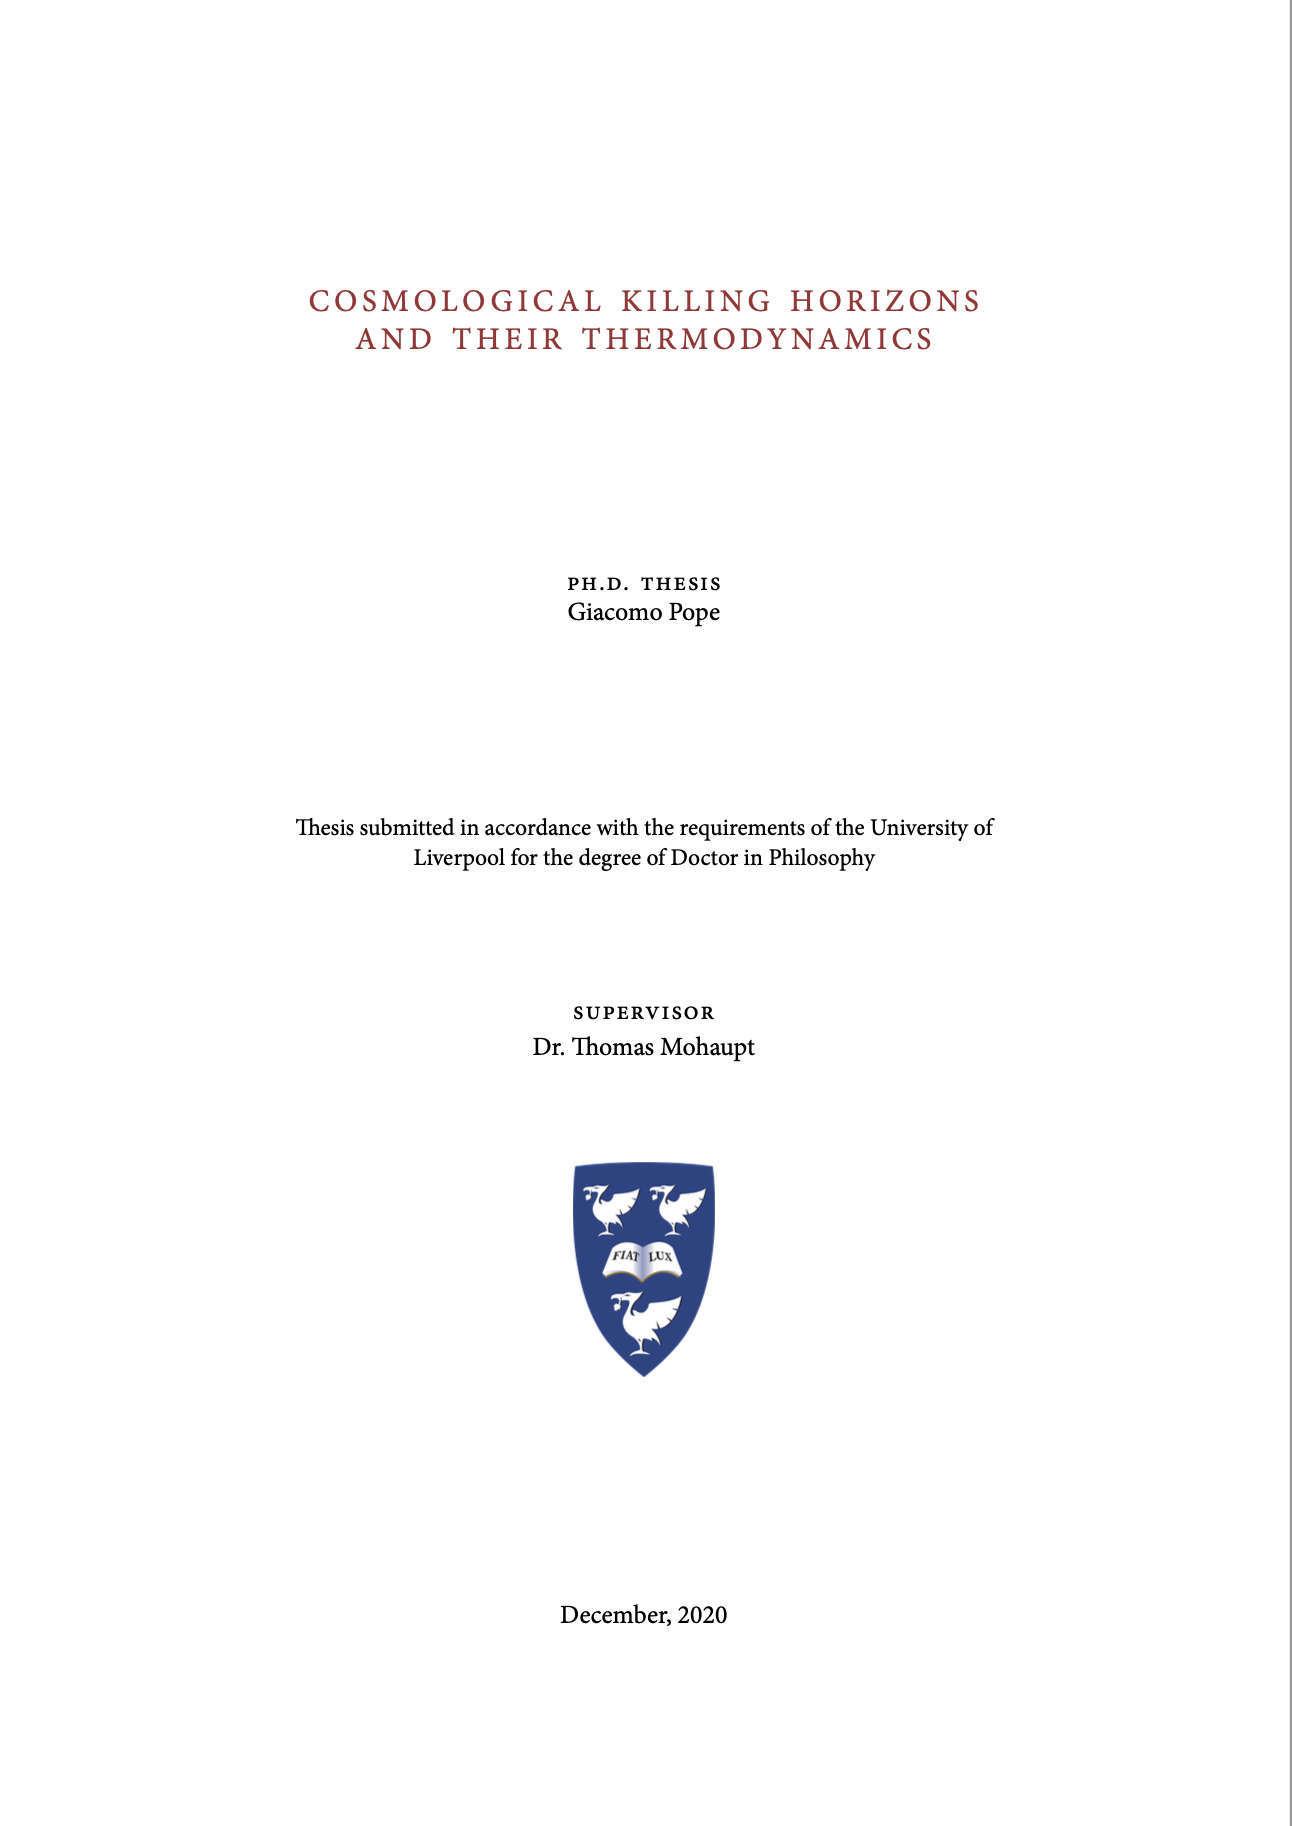 COSMOLOGICAL KILLING HORIZONS
AND THEIR THERMODYNAMICS
PH.D. THESIS
Giacomo Pope
Thesis submitted in accordance with the requirements of the University of
Liverpool for the degree of Doctor in Philosophy
SUPERVISOR
Dr. Thomas Mohaupt
FIAT LUX
December, 2020